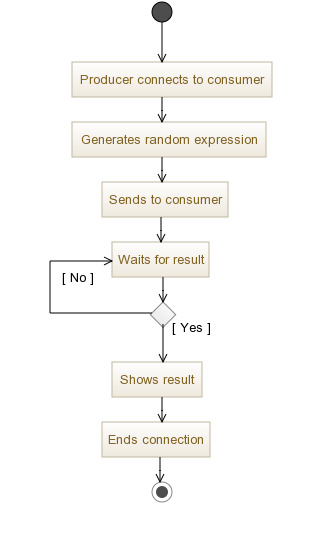 Producer connects to consumer
Generates random expression
Sends to consumer
Waits for result
[ No ]
[ Yes ]
Shows result
Ends connection